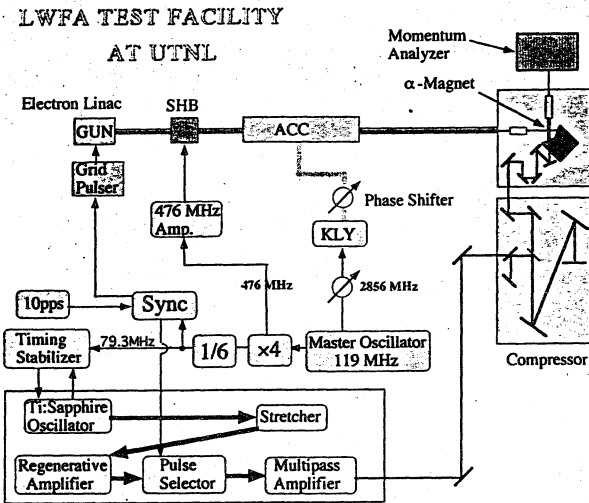 LWFA TEST FACILITY
AT UTNL
Momentum
Analyzer
α-Magnet
Electron Linac
SHB
GUN
ACC
Grid
Pulser
Phase Shifter
476 MHz
Amp.
KLY
476 MHz
2856 MHz
10pps
Sync
Timing
Stabilizer
79.3MHz
1/6
×4
Master Oscillator
119 MHz
Compressor
Ti:Sapphire
Oscillator
Stretcher
Regenerative
Amplifier
Pulse
Selector
Multipass
Amplifier